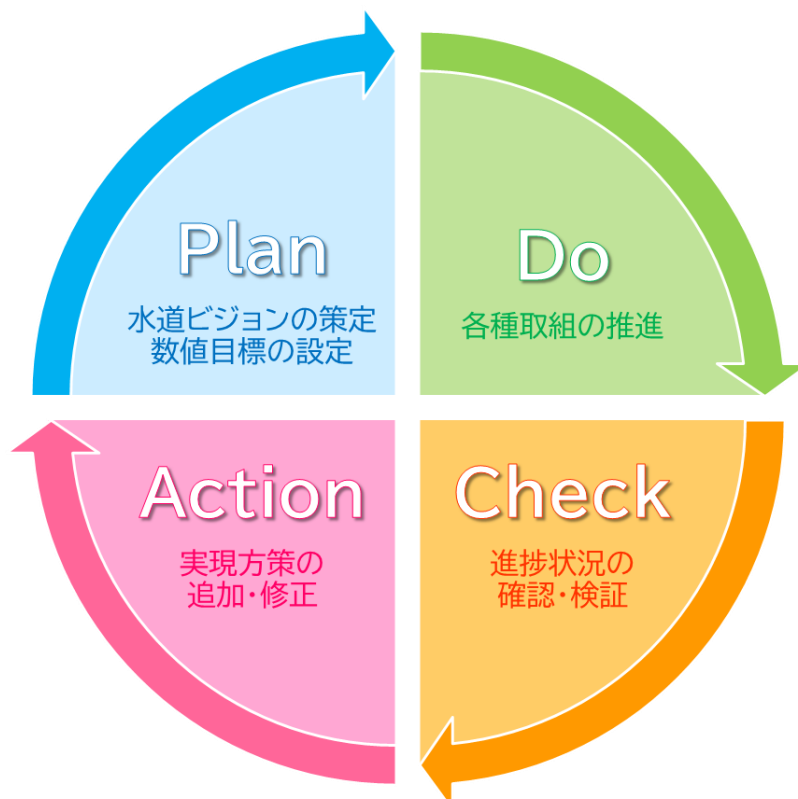 Plan
水道ビジョンの策定
数値目標の設定
Do
各種取組の推進
Check
進捗状況の
確認・検証
Action
実現方策の
追加・修正